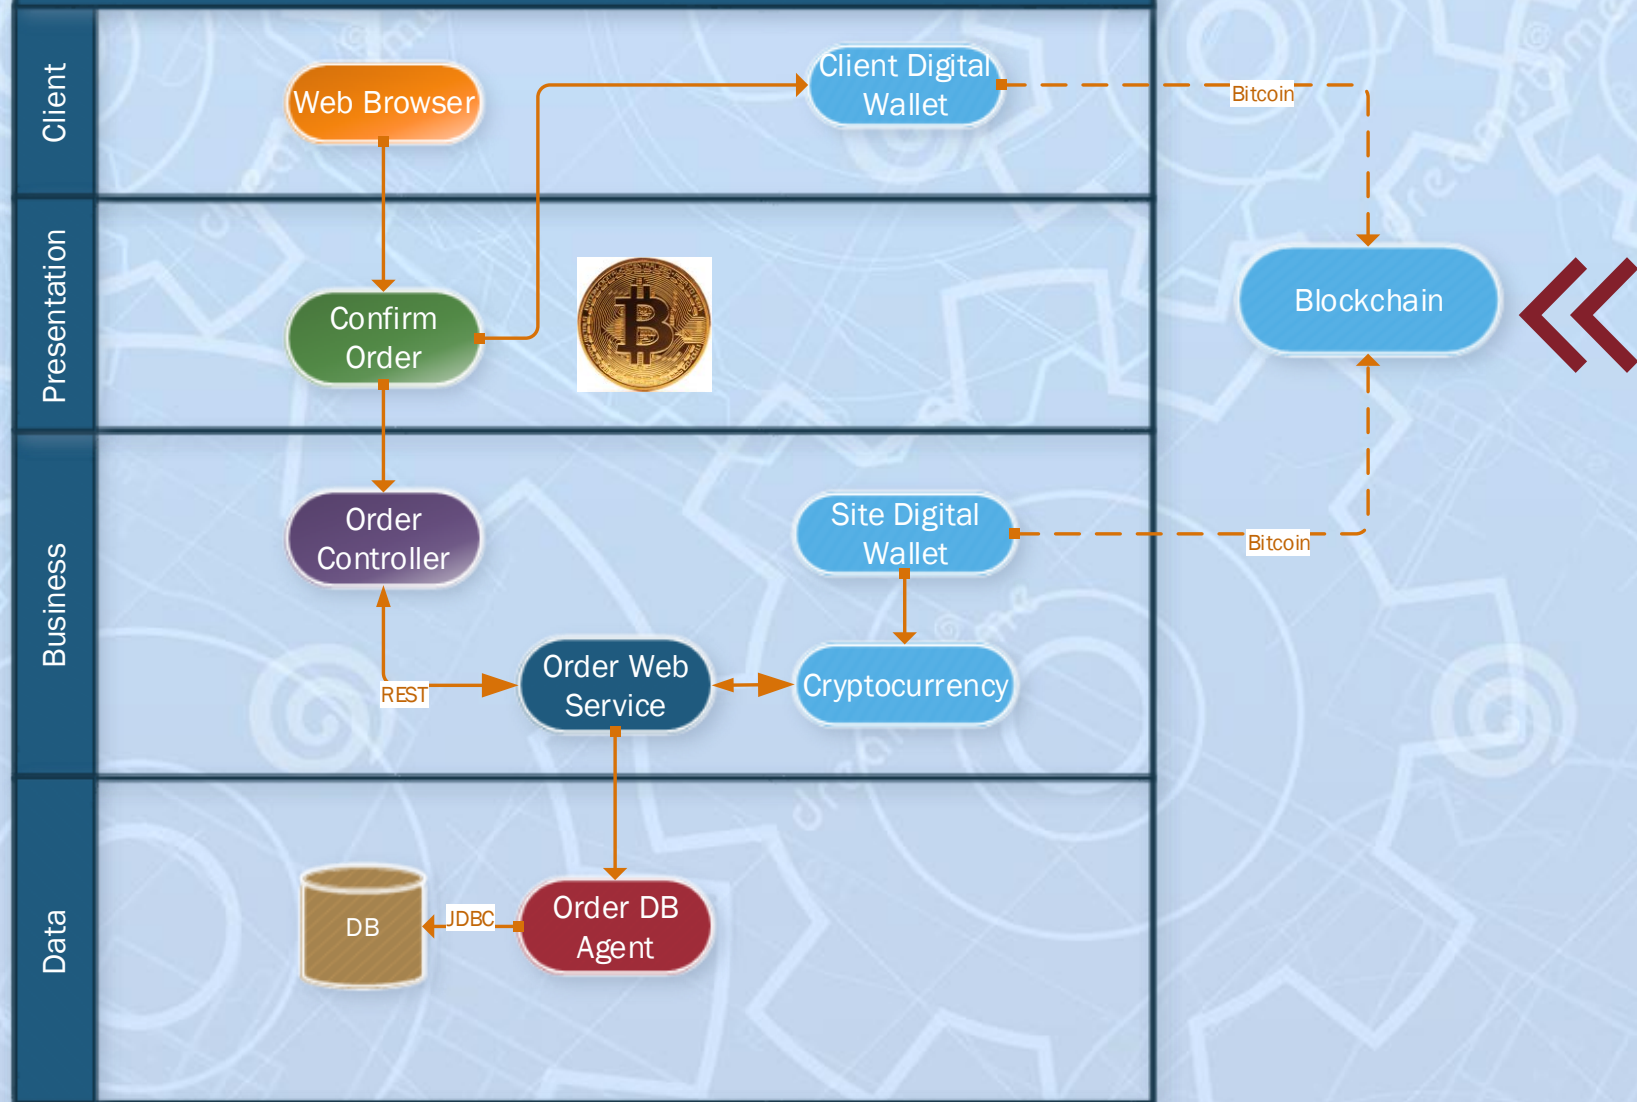 Client
Web Browser
Client Digital
Wallet
Bitcoin
Presentation
Confirm
Order
Blockchain
Business
Order
Controller
Site Digital
Wallet
Bitcoin
REST
Order Web
Service
Cryptocurrency
Data
DB
JDBC
Order DB
Agent